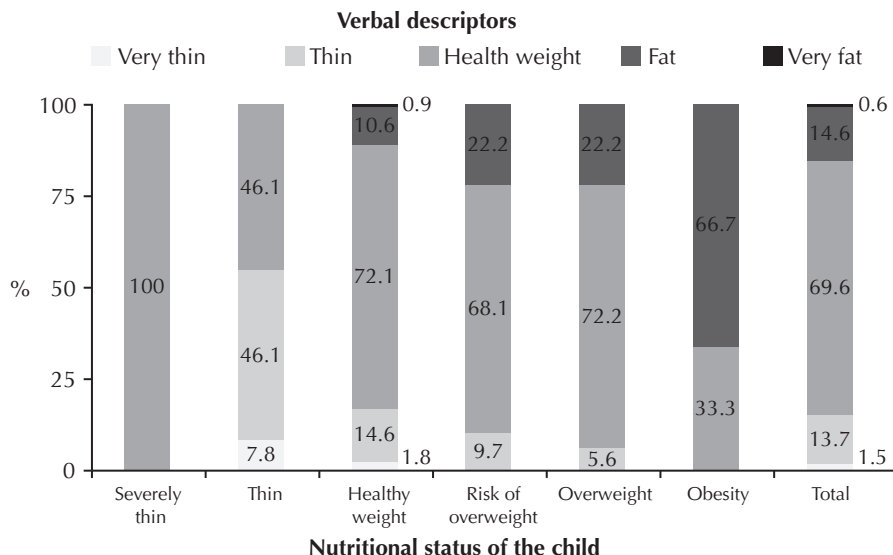 Verbal descriptors
Very thin Thin Health weight Fat Very fat
100 0.9 0.6
10.6 22.2 22.2 14.6
75 46.1
66.7
72.1
% 50 100 68.1 72.2 69.6
46.1
25
33.3
14.6 9.7 5.6 13.7
7.8 1.8 1.5
0
Severely thin Thin Healthy weight Risk of overweight Overweight Obesity Total
Nutritional status of the child